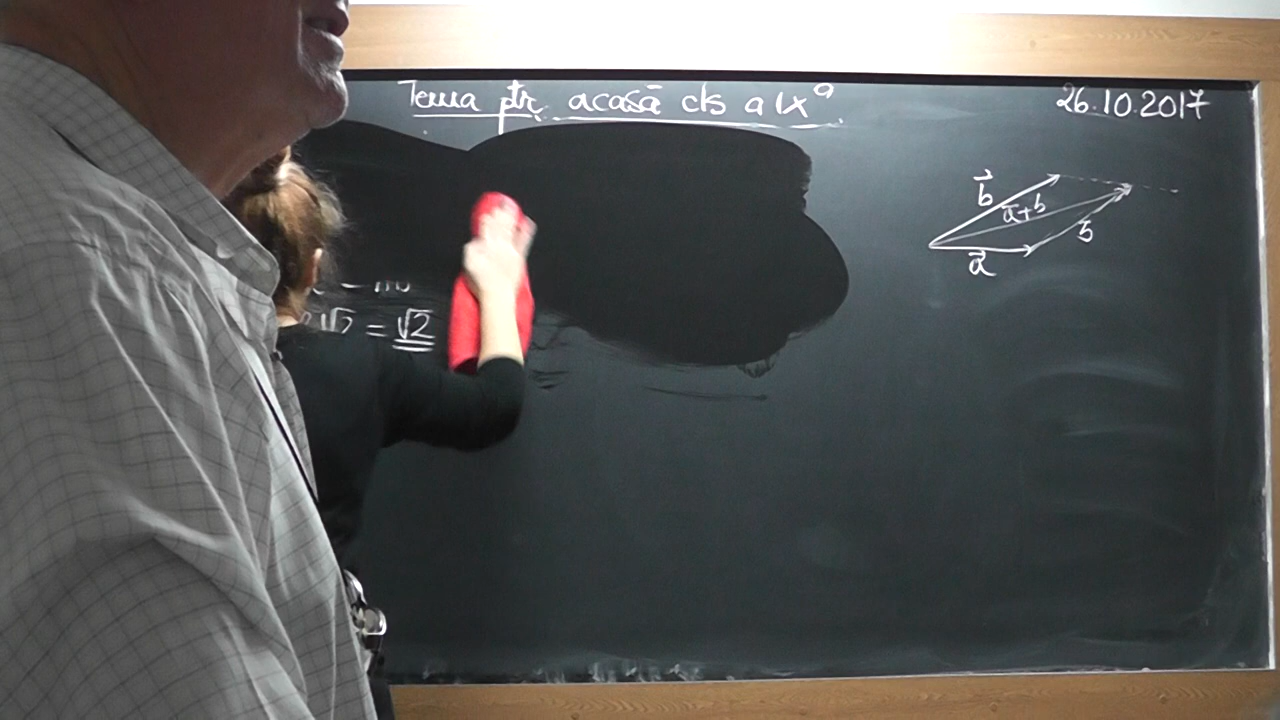 Tema ptr. acasă cls a IX ª
26.10.2017
b
a+b
b
a
√2 = √2